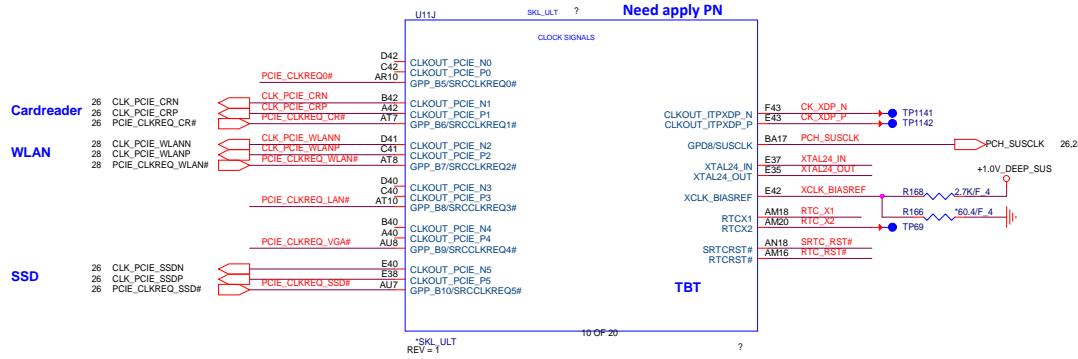 U11J SKL_ULT ? Need apply PN
CLOCK SIGNALS
D42 CLKOUT_PCIE_N0
C42 CLKOUT_PCIE_P0
PCIE_CLKREQ0# AR10 GPP_B5/SRCCLKREQ0#
Cardreader
26 CLK_PCIE_CRN CLK_PCIE_CRN B42 CLKOUT_PCIE_N1
26 CLK_PCIE_CRP CLK_PCIE_CRP A42 CLKOUT_PCIE_P1
26 PCIE_CLKREQ_CR# PCIE_CLKREQ_CR# AT7 GPP_B6/SRCCLKREQ1#
WLAN
28 CLK_PCIE_WLANN CLK_PCIE_WLANN D41 CLKOUT_PCIE_N2
28 CLK_PCIE_WLANP CLK_PCIE_WLANP C41 CLKOUT_PCIE_P2
28 PCIE_CLKREQ_WLAN# PCIE_CLKREQ_WLAN# AT8 GPP_B7/SRCCLKREQ2#
D40 CLKOUT_PCIE_N3
C40 CLKOUT_PCIE_P3
PCIE_CLKREQ_LAN# AT10 GPP_B8/SRCCLKREQ3#
B40 CLKOUT_PCIE_N4
A40 CLKOUT_PCIE_P4
PCIE_CLKREQ_VGA# AU8 GPP_B9/SRCCLKREQ4#
SSD
26 CLK_PCIE_SSDN E40 CLKOUT_PCIE_N5
26 CLK_PCIE_SSDP E38 CLKOUT_PCIE_P5
26 PCIE_CLKREQ_SSD# PCIE_CLKREQ_SSD# AU7 GPP_B10/SRCCLKREQ5#
CLKOUT_ITPXDP_N F43 CK_XDP_N TP1141
CLKOUT_ITPXDP_P E43 CK_XDP_P TP1142
GPD8/SUSCLK BA17 PCH_SUSCLK PCH_SUSCLK
XTAL24_IN E37 XTAL24_IN
XTAL24_OUT E35 XTAL24_OUT
+1.0V_DEEP_SUS
XCLK_BIASREF E42 XCLK_BIASREF R168 2.7K/F_4
R166 *60.4/F_4
RTCX1 AM18 RTC_X1
RTCX2 AM20 RTC_X2 TP69
SRTCRST# AN18 SRTC_RST#
RTCRST# AM16 RTC_RST#
TBT
10 OF 20
*SKL_ULT
REV = 1 ?